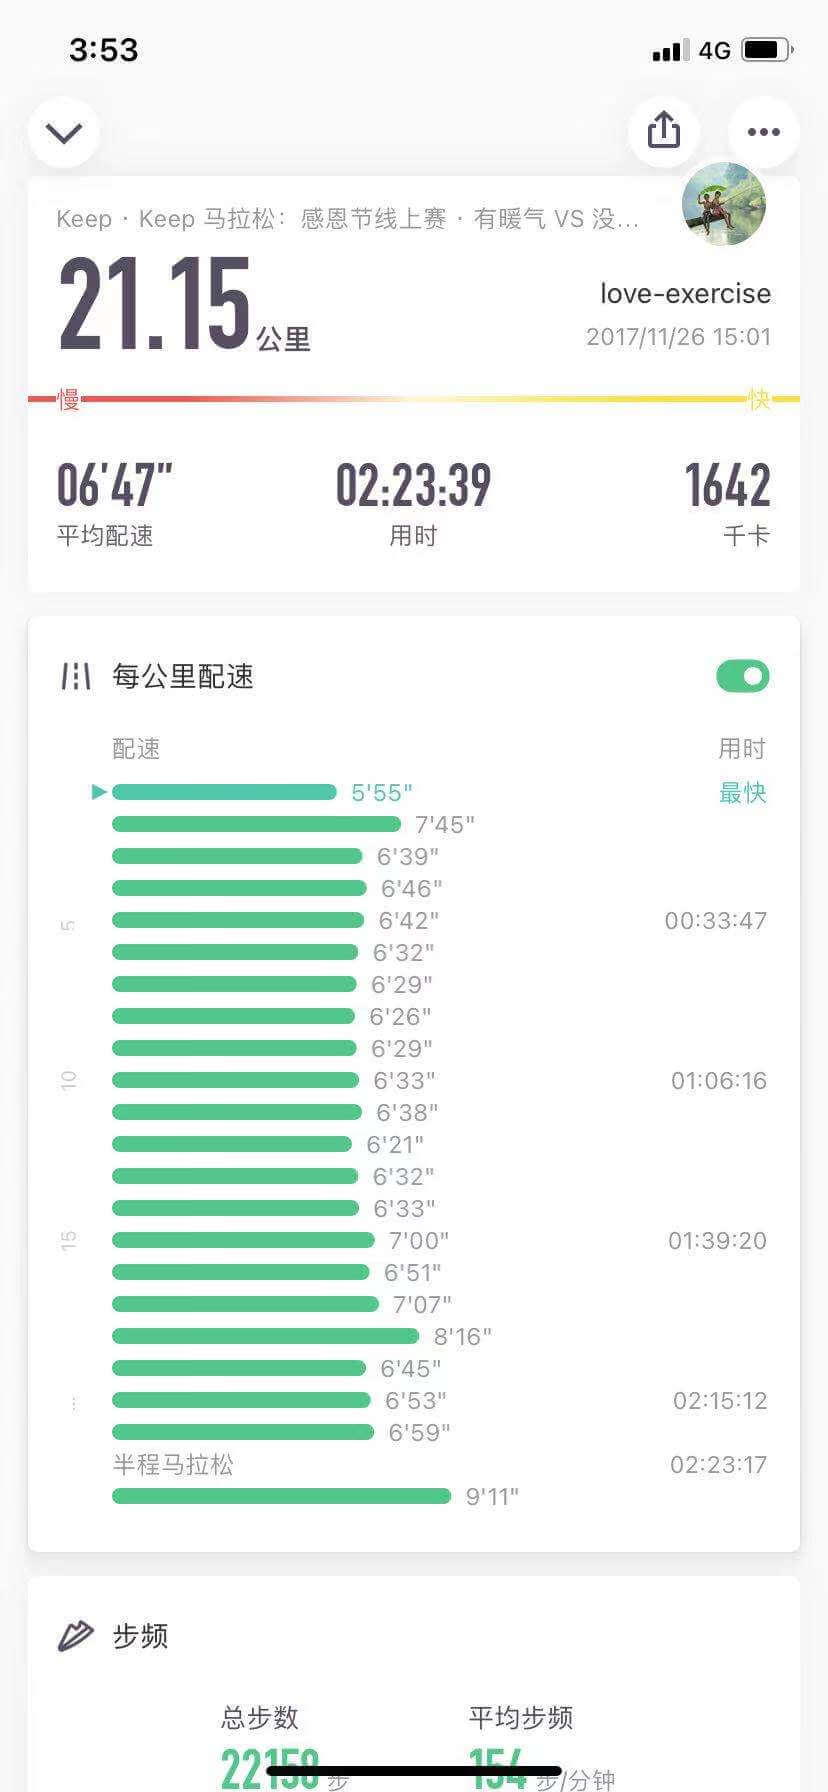 3:53
4G
Keep · Keep 马拉松：感恩节线上赛 · 有暖气 VS 没...
21.15公里
love-exercise
2017/11/26 15:01
慢
快
06'47" 02:23:39 1642
平均配速 用时 千卡
每公里配速
配速 用时
5'55" 最快
7'45"
6'39"
6'46"
5 6'42" 00:33:47
6'32"
6'29"
6'26"
6'29"
10 6'33" 01:06:16
6'38"
6'21"
6'32"
6'33"
15 7'00" 01:39:20
6'51"
7'07"
8'16"
6'45"
... 6'53" 02:15:12
6'59"
半程马拉松 02:23:17
9'11"
步频
总步数 平均步频
22158 步 154 步/分钟